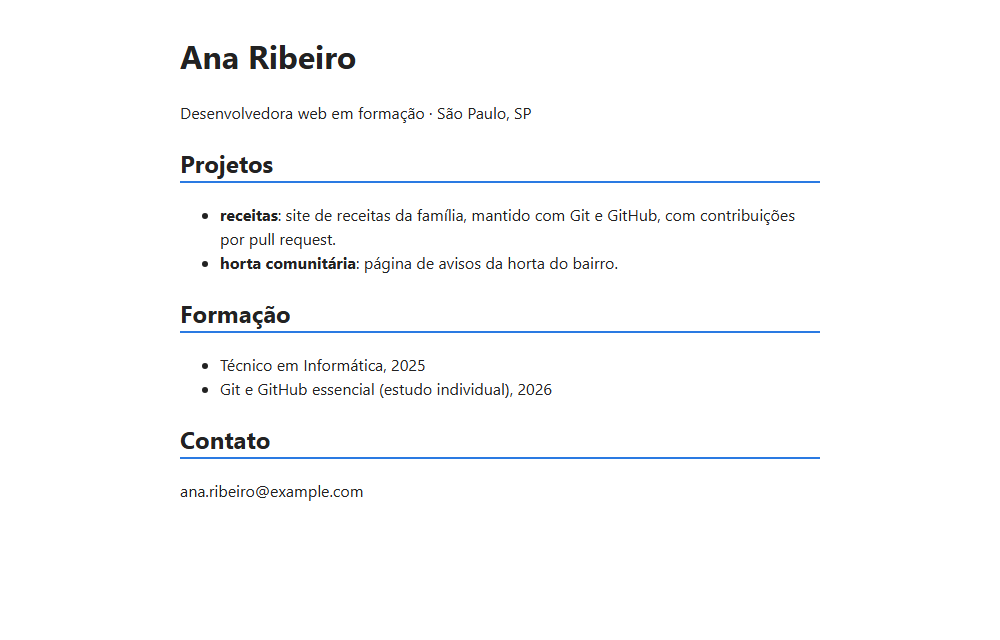 Ana Ribeiro
Desenvolvedora web em formação · São Paulo, SP
Projetos
receitas: site de receitas da família, mantido com Git e GitHub, com contribuições
por pull request.
horta comunitária: página de avisos da horta do bairro.
Formação
Técnico em Informática, 2025
Git e GitHub essencial (estudo individual), 2026
Contato
ana.ribeiro@example.com